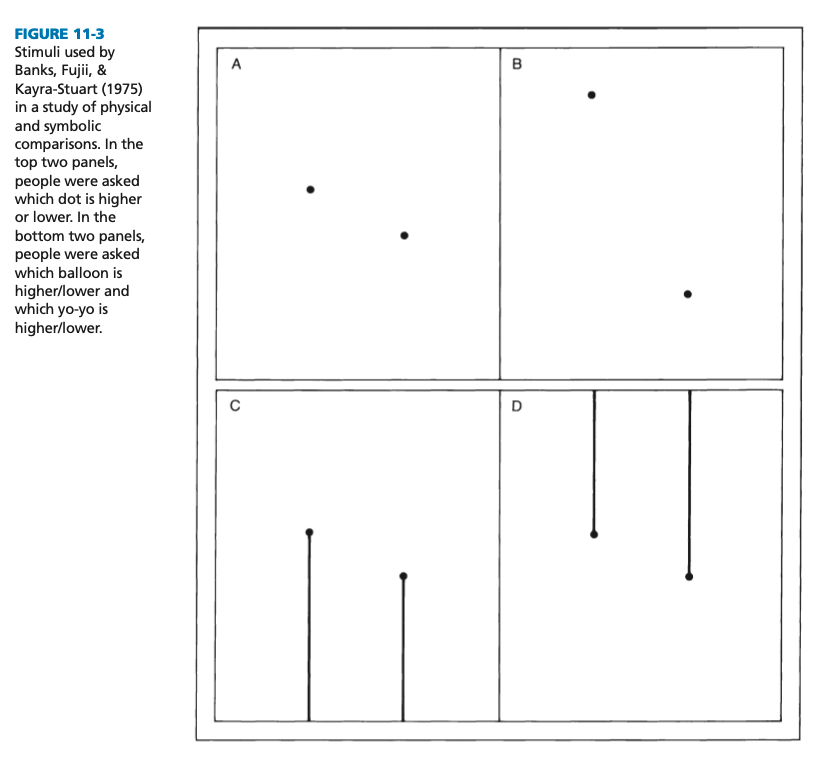 FIGURE 11-3
Stimuli used by
Banks, Fujii, &
Kayra-Stuart (1975)
in a study of physical
and symbolic
comparisons. In the
top two panels,
people were asked
which dot is higher
or lower. In the
bottom two panels,
people were asked
which balloon is
higher/lower and
which yo-yo is
higher/lower.
A
B
C
D